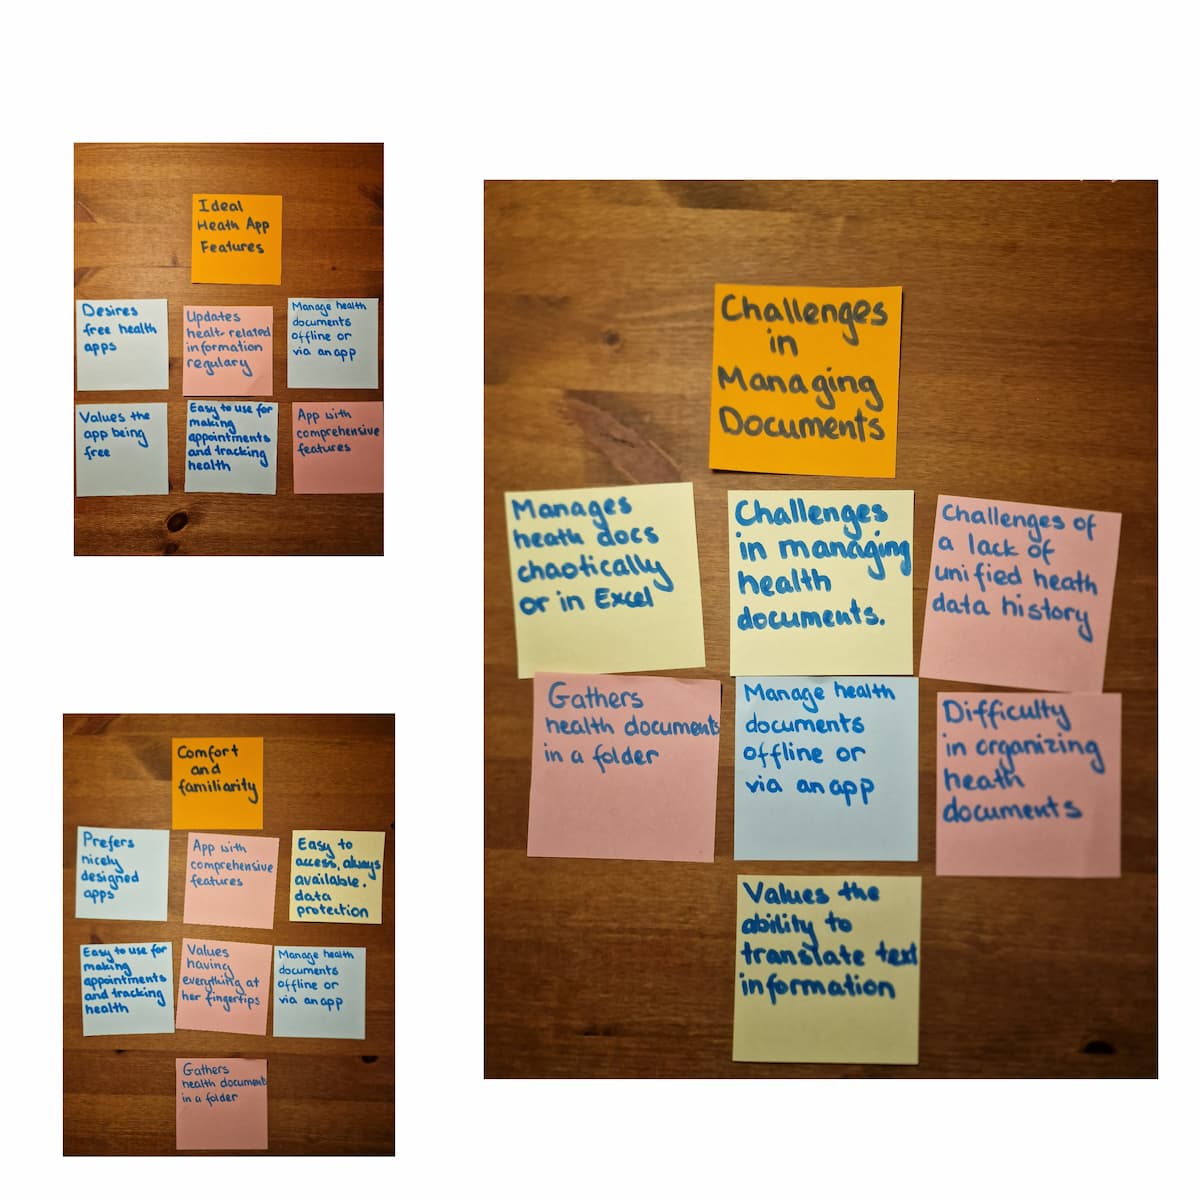 Ideal
Heath App
Features
Desires
free health
apps
Updates
healt-related
information
regulary
Manage health
documents
offline or
via an app
Values the
app being
free
Easy to use for
making
appointments
and tracking
health
App with
comprehensive
features
Comfort
and
familiarity
Prefers
nicely
designed
apps
App with
comprehensive
features
Easy to
access, always
available.
data
protection
Easy to use for
making
appointments
and tracking
health
Values
having
everything at
her fingertips
Manage health
documents
offline or
via an app
Gathers
health documents
in a folder
Challenges
in
Managing
Documents
Manages
heath docs
chaotically
or in Excel
Challenges
in managing
health
documents.
Challenges of
a lack of
unified heath
data history
Gathers
health documents
in a folder
Manage health
documents
offline or
via an app
Difficulty
in organizing
heath
documents
Values the
ability to
translate text
information